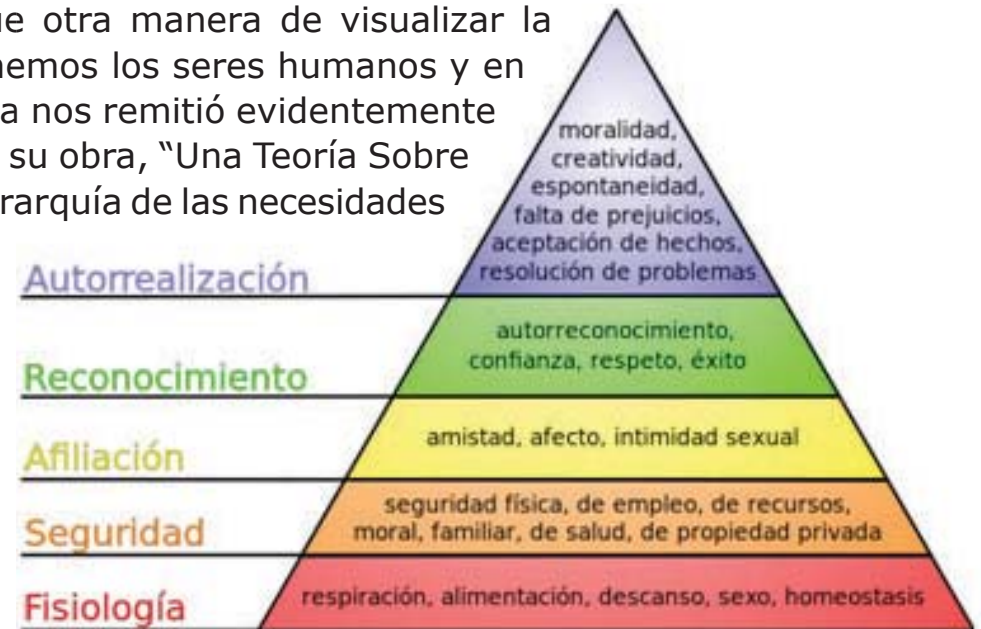 ue otra manera de visualizar la
nemos los seres humanos y en
a nos remitió evidentemente
su obra, “Una Teoría Sobre
rarquía de las necesidades
moralidad,
creatividad,
espontaneidad,
falta de prejuicios,
aceptación de hechos,
resolución de problemas
Autorrealización
autorreconocimiento,
confianza, respeto, éxito
Reconocimiento
amistad, afecto, intimidad sexual
Afiliación
seguridad física, de empleo, de recursos,
moral, familiar, de salud, de propiedad privada
Seguridad
respiración, alimentación, descanso, sexo, homeostasis
Fisiología